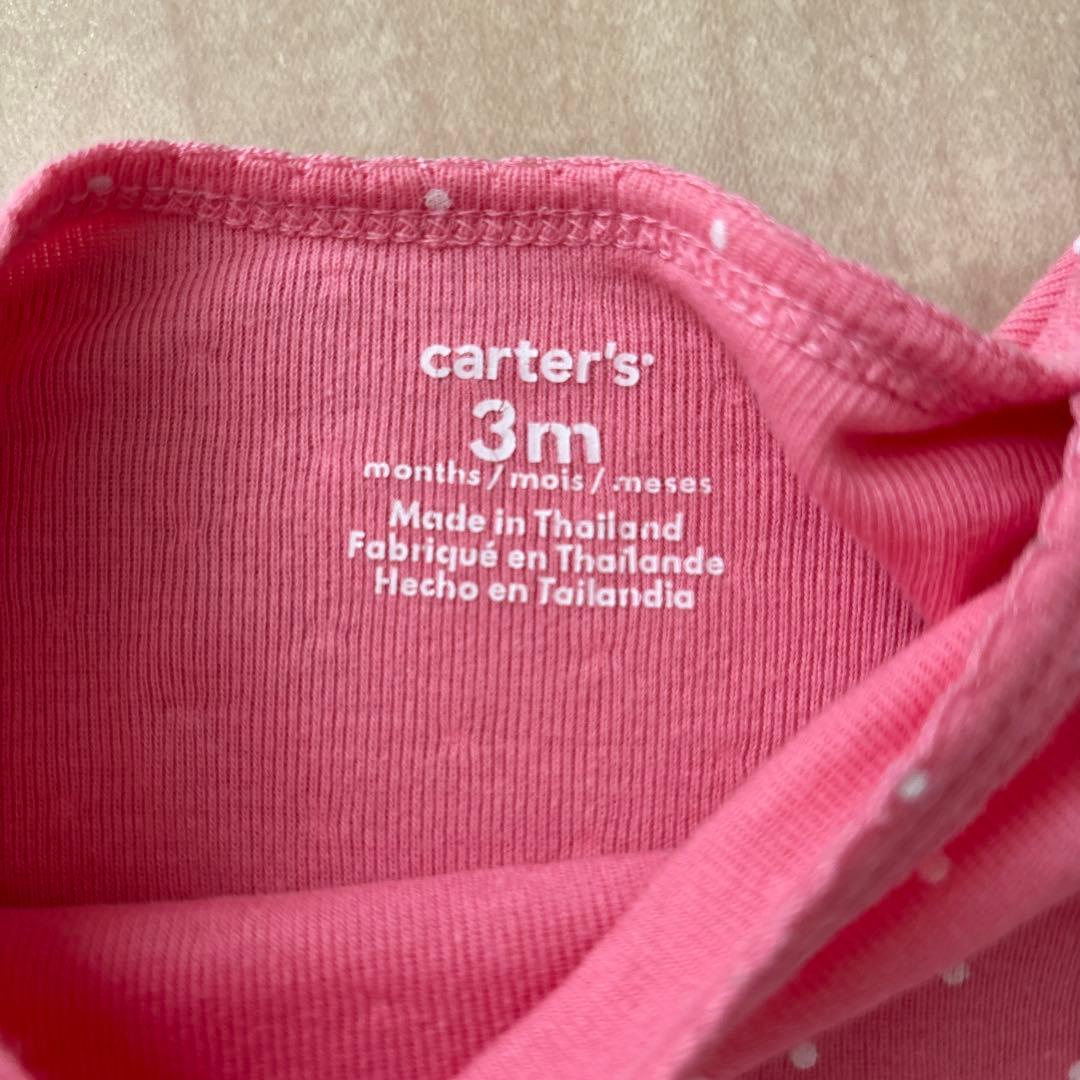 carter's
3m
months / mois / meses
Made in Thailand
Fabriqué en Thaïlande
Hecho en Tailandia